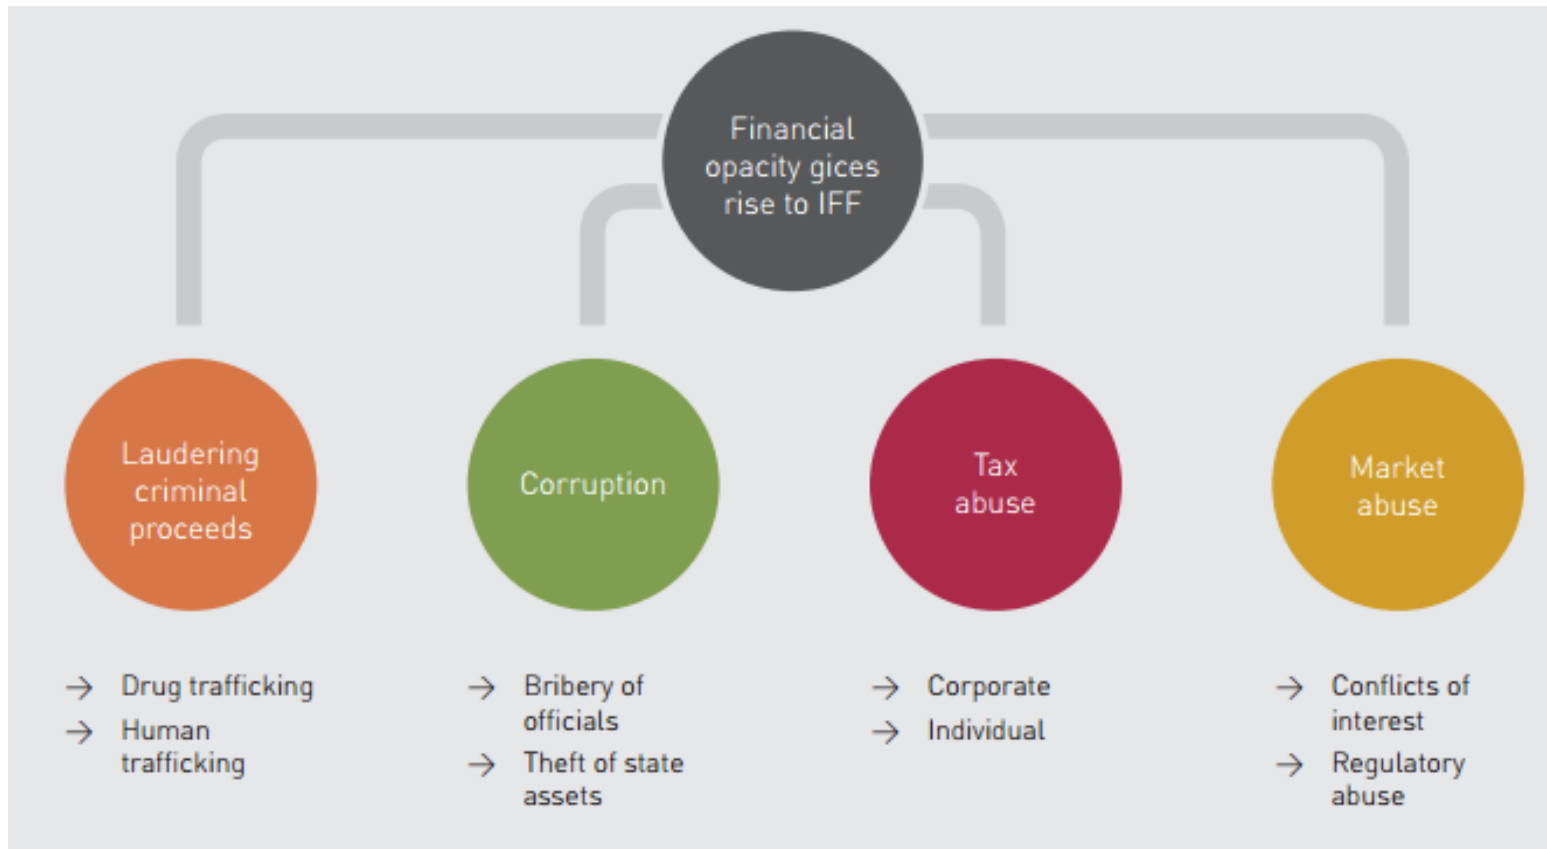 Financial
opacity gices
rise to IFF
Laudering
criminal
proceeds
Corruption
Tax
abuse
Market
abuse
→ Drug trafficking
→ Human
trafficking
→ Bribery of
officials
→ Theft of state
assets
→ Corporate
→ Individual
→ Conflicts of
interest
→ Regulatory
abuse